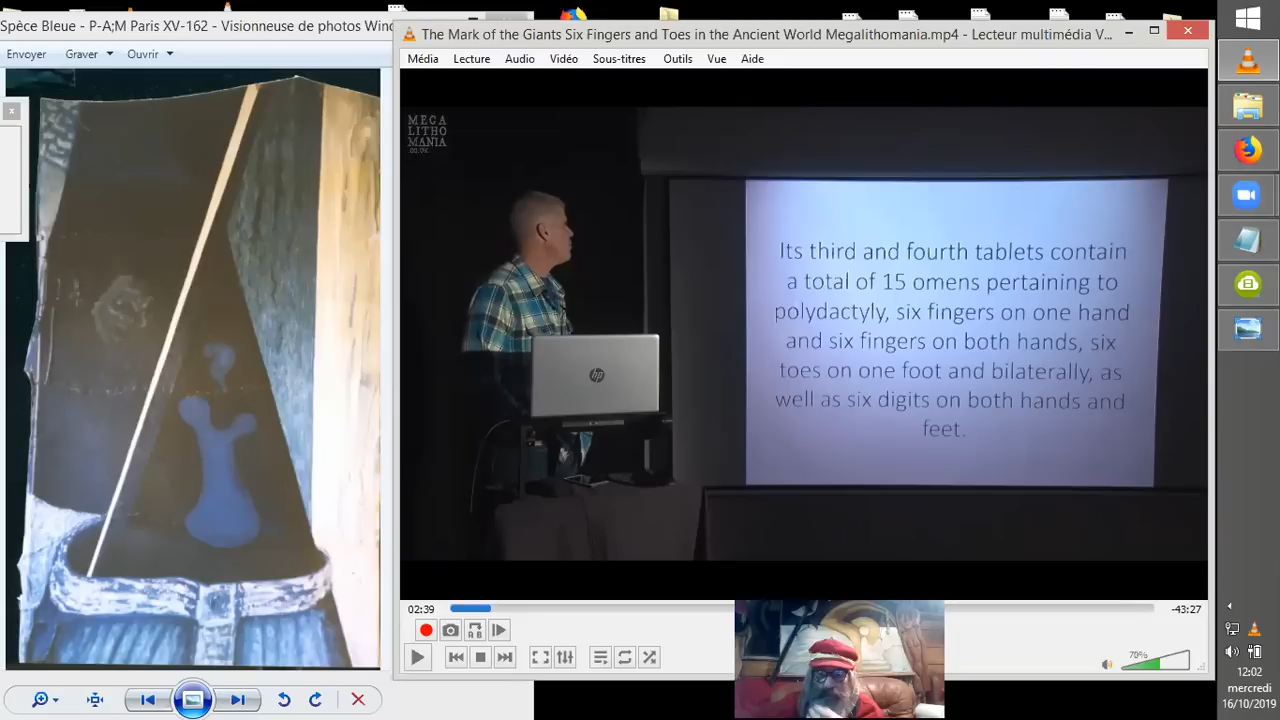 Spèce Bleue - P-A;M Paris XV-162 - Visionneuse de photos Wind
Envoyer Graver Ouvrir
x
The Mark of the Giants Six Fingers and Toes in the Ancient World Megalithomania.mp4 - Lecteur multimédia V...
Média Lecture Audio Vidéo Sous-titres Outils Vue Aide
MEGA
LITHO
MANIA
Its third and fourth tablets contain
a total of 15 omens pertaining to
polydactyly, six fingers on one hand
and six fingers on both hands, six
toes on one foot and bilaterally, as
well as six digits on both hands and
feet.
hp
02:39 -43:27
70%
12:02
mercredi
16/10/2019